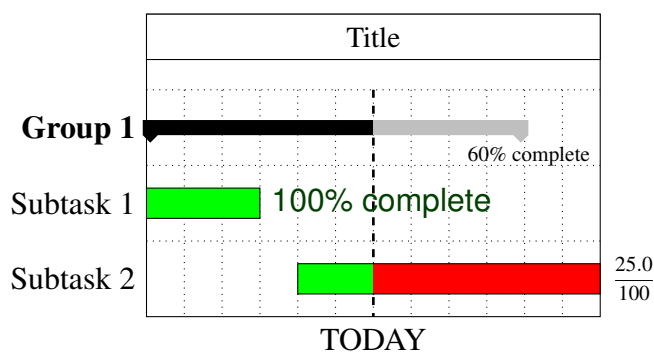 Title
Group 1
60% complete
Subtask 1 100% complete
Subtask 2
25.0
100
TODAY